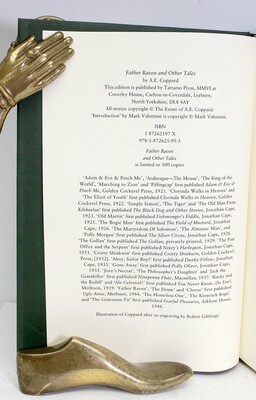 Father Raven and Other Tales
by A.E. Coppard
This edition is published by Tartarus Press, MMVI at
Coverley House, Carlton-in-Coverdale, Leyburn,
North Yorkshire, DL8 4AY
All stories copyright © The Estate of A.E. Coppard.
'Introduction' by Mark Valentine is copyright © Mark Valentine.
ISBN
1 87262197 X
978-1-872621-97-5
Father Raven
and Other Tales
is limited to 300 copies
'Adam & Eve & Pinch Me', 'Arabesque—The Mouse', 'The King of the
World', 'Marching to Zion' and 'Piffingcap' first published Adam & Eve &
Pinch Me, Golden Cockerel Press, 1921. 'Clorinda Walks in Heaven' and
'The Elixir of Youth' first published Clorinda Walks in Heaven, Golden
Cockerel Press, 1922. 'Simple Simon', 'The Tiger' and 'The Old Man From
Kilsheelan' first published The Black Dog and Other Stories, Jonathan Cape,
1923. 'Old Martin' first published Fishmonger's Fiddle, Jonathan Cape,
1925. 'The Bogie Man' first published The Field of Mustard, Jonathan
Cape, 1926. 'The Martyrdom Of Solomon', 'The Almanac Man', and
'Polly Morgan' first published The Silver Circus, Jonathan Cape, 1928.
'The Gollan' first published The Gollan, privately printed, 1929. 'The Post
Office and the Serpent' first published Nixey's Harlequin, Jonathan Cape,
1931. 'Crotty Shinkwin' first published Crotty Shinkwin, Golden Cockerel
Press, [1932]. 'Ahoy, Sailor Boy!' first published Dunky Fitlow, Jonathan
Cape, 1933. 'Gone Away' first published Polly Oliver, Jonathan Cape,
1935. 'Jove's Nectar', 'The Philosopher's Daughter' and 'Jack the
Giantkiller' first published Ninepenny Flute, Macmillan, 1937. 'Rocky and
the Bailiff' and 'Ale Celestial?' first published You Never Know, Do You?,
Methuen, 1939. 'Father Raven', 'The Drum' and 'Cheese' first published
Ugly Anna, Methuen, 1944. 'The Homeless One', 'The Kisstruck Bogie'
and 'The Gruesome Fit' first published Fearful Pleasures, Arkham House,
1946.
Illustration of Coppard after an engraving by Robert Gibbings